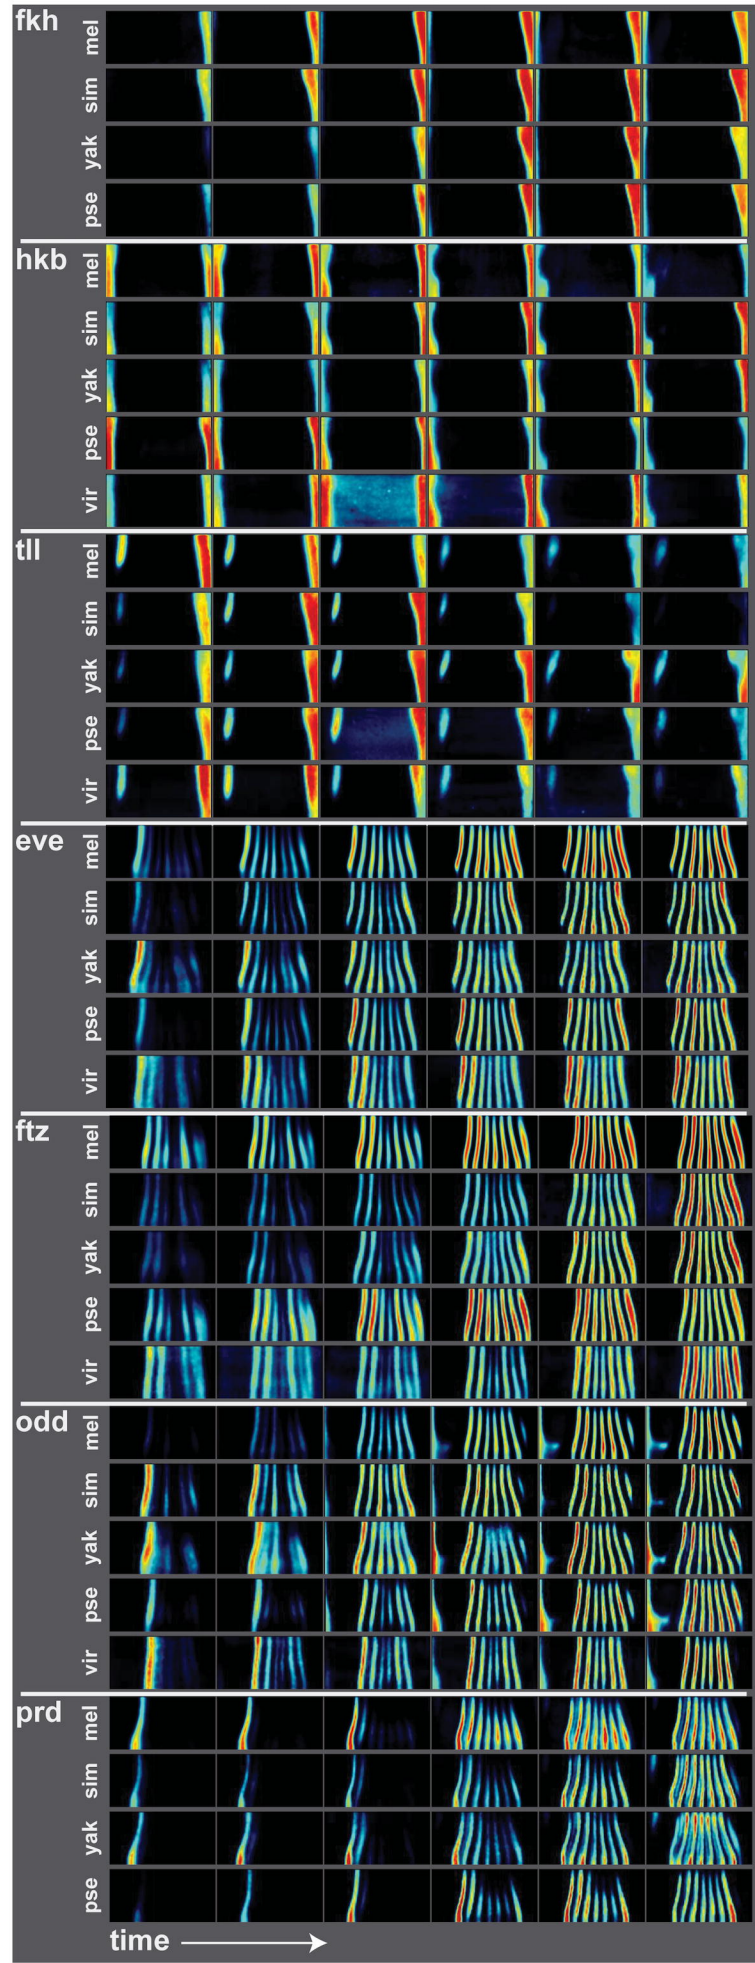 fkh
mel
sim
yak
pse
hkb
mel
sim
yak
pse
vir
tll
mel
sim
yak
pse
vir
eve
mel
sim
yak
pse
vir
ftz
mel
sim
yak
pse
vir
odd
mel
sim
yak
pse
vir
prd
mel
sim
yak
pse
time